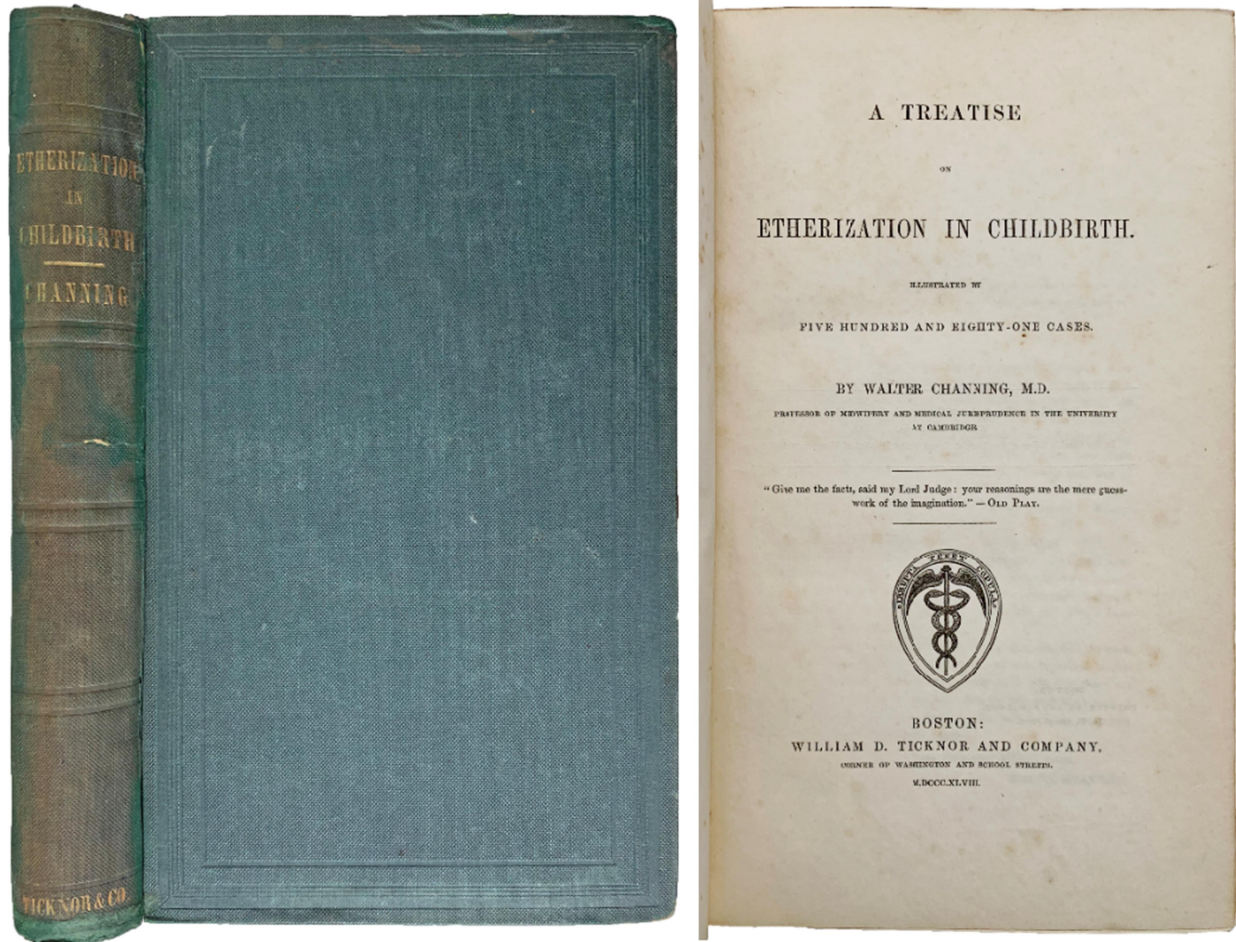 ETHERIZATION
IN
CHILDBIRTH
CHANNING
TICKNOR & CO.
A TREATISE
ON
ETHERIZATION IN CHILDBIRTH.
ILLUSTRATED BY
FIVE HUNDRED AND EIGHTY-ONE CASES.
BY WALTER CHANNING, M.D.
PROFESSOR OF MIDWIFERY AND MEDICAL JURISPRUDENCE IN THE UNIVERSITY
AT CAMBRIDGE
"Give me the facts, said my Lord Judge: your reasonings are the mere guess-
work of the imagination." — OLD PLAY.
IRRUPTA TENET COPULA
BOSTON:
WILLIAM D. TICKNOR AND COMPANY,
CORNER OF WASHINGTON AND SCHOOL STREETS.
M.DCCC.XLVIII.